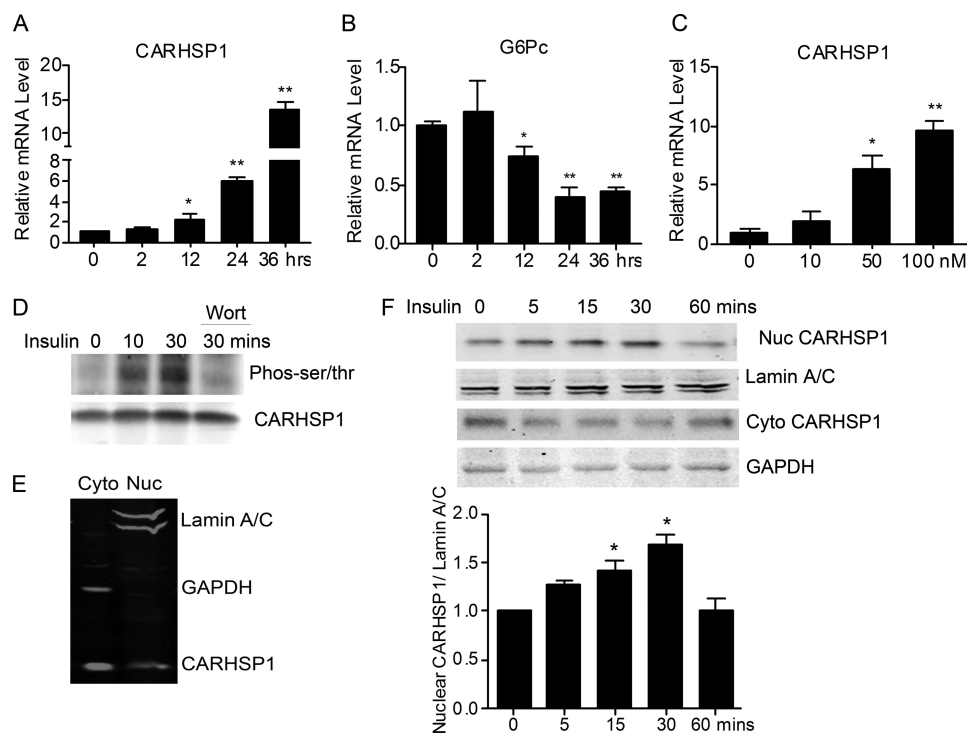 A
CARHSP1
Relative mRNA Level
20
15
10
8
6
4
2
0
0 2 12 24 36 hrs
* ** **
B
G6Pc
Relative mRNA Level
1.5
1.0
0.5
0.0
0 2 12 24 36 hrs
* ** **
C
CARHSP1
Relative mRNA Level
15
10
5
0
0 10 50 100 nM
* **
D
Wort
Insulin 0 10 30 30 mins
Phos-ser/thr
CARHSP1
E
Cyto Nuc
Lamin A/C
GAPDH
CARHSP1
F
Insulin 0 5 15 30 60 mins
Nuc CARHSP1
Lamin A/C
Cyto CARHSP1
GAPDH
Nuclear CARHSP1/ Lamin A/C
2.0
1.5
1.0
0.5
0.0
* *
0 5 15 30 60 mins